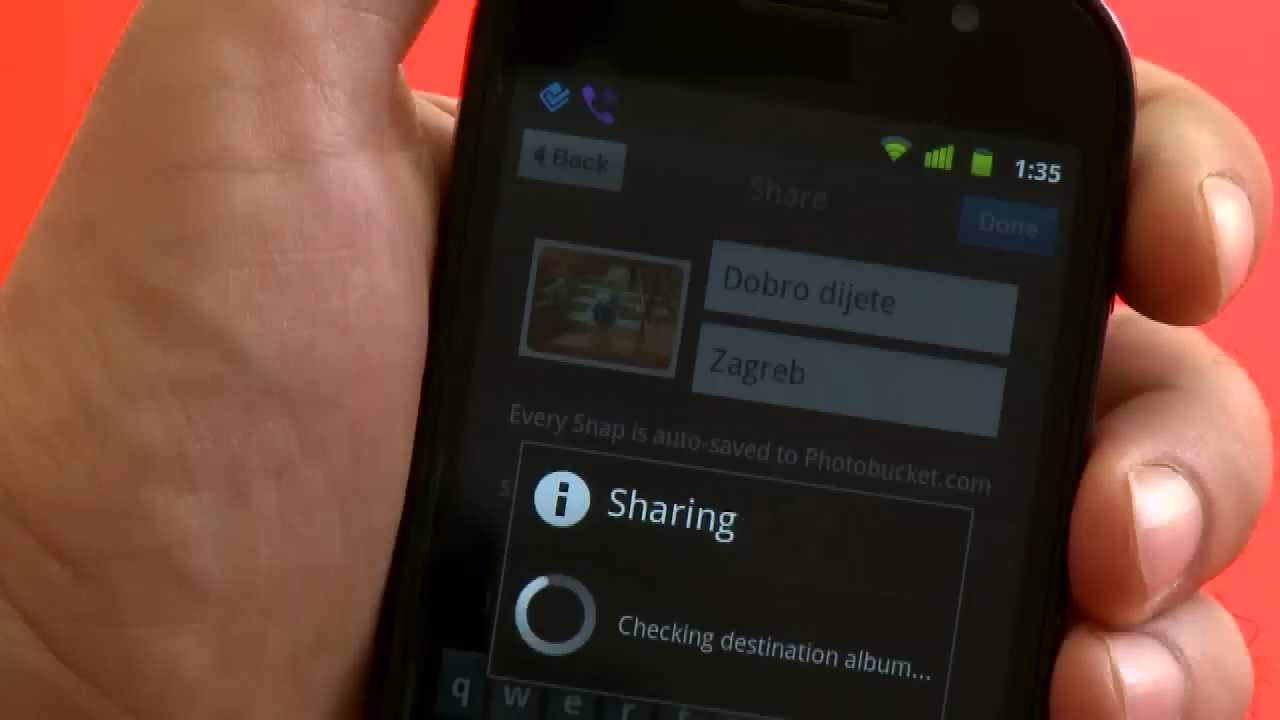 1:35
Back
Share
Done
Dobro dijete
Zagreb
Every Snap is auto-saved to Photobucket.com
s
i Sharing
Checking destination album...
q w e r t